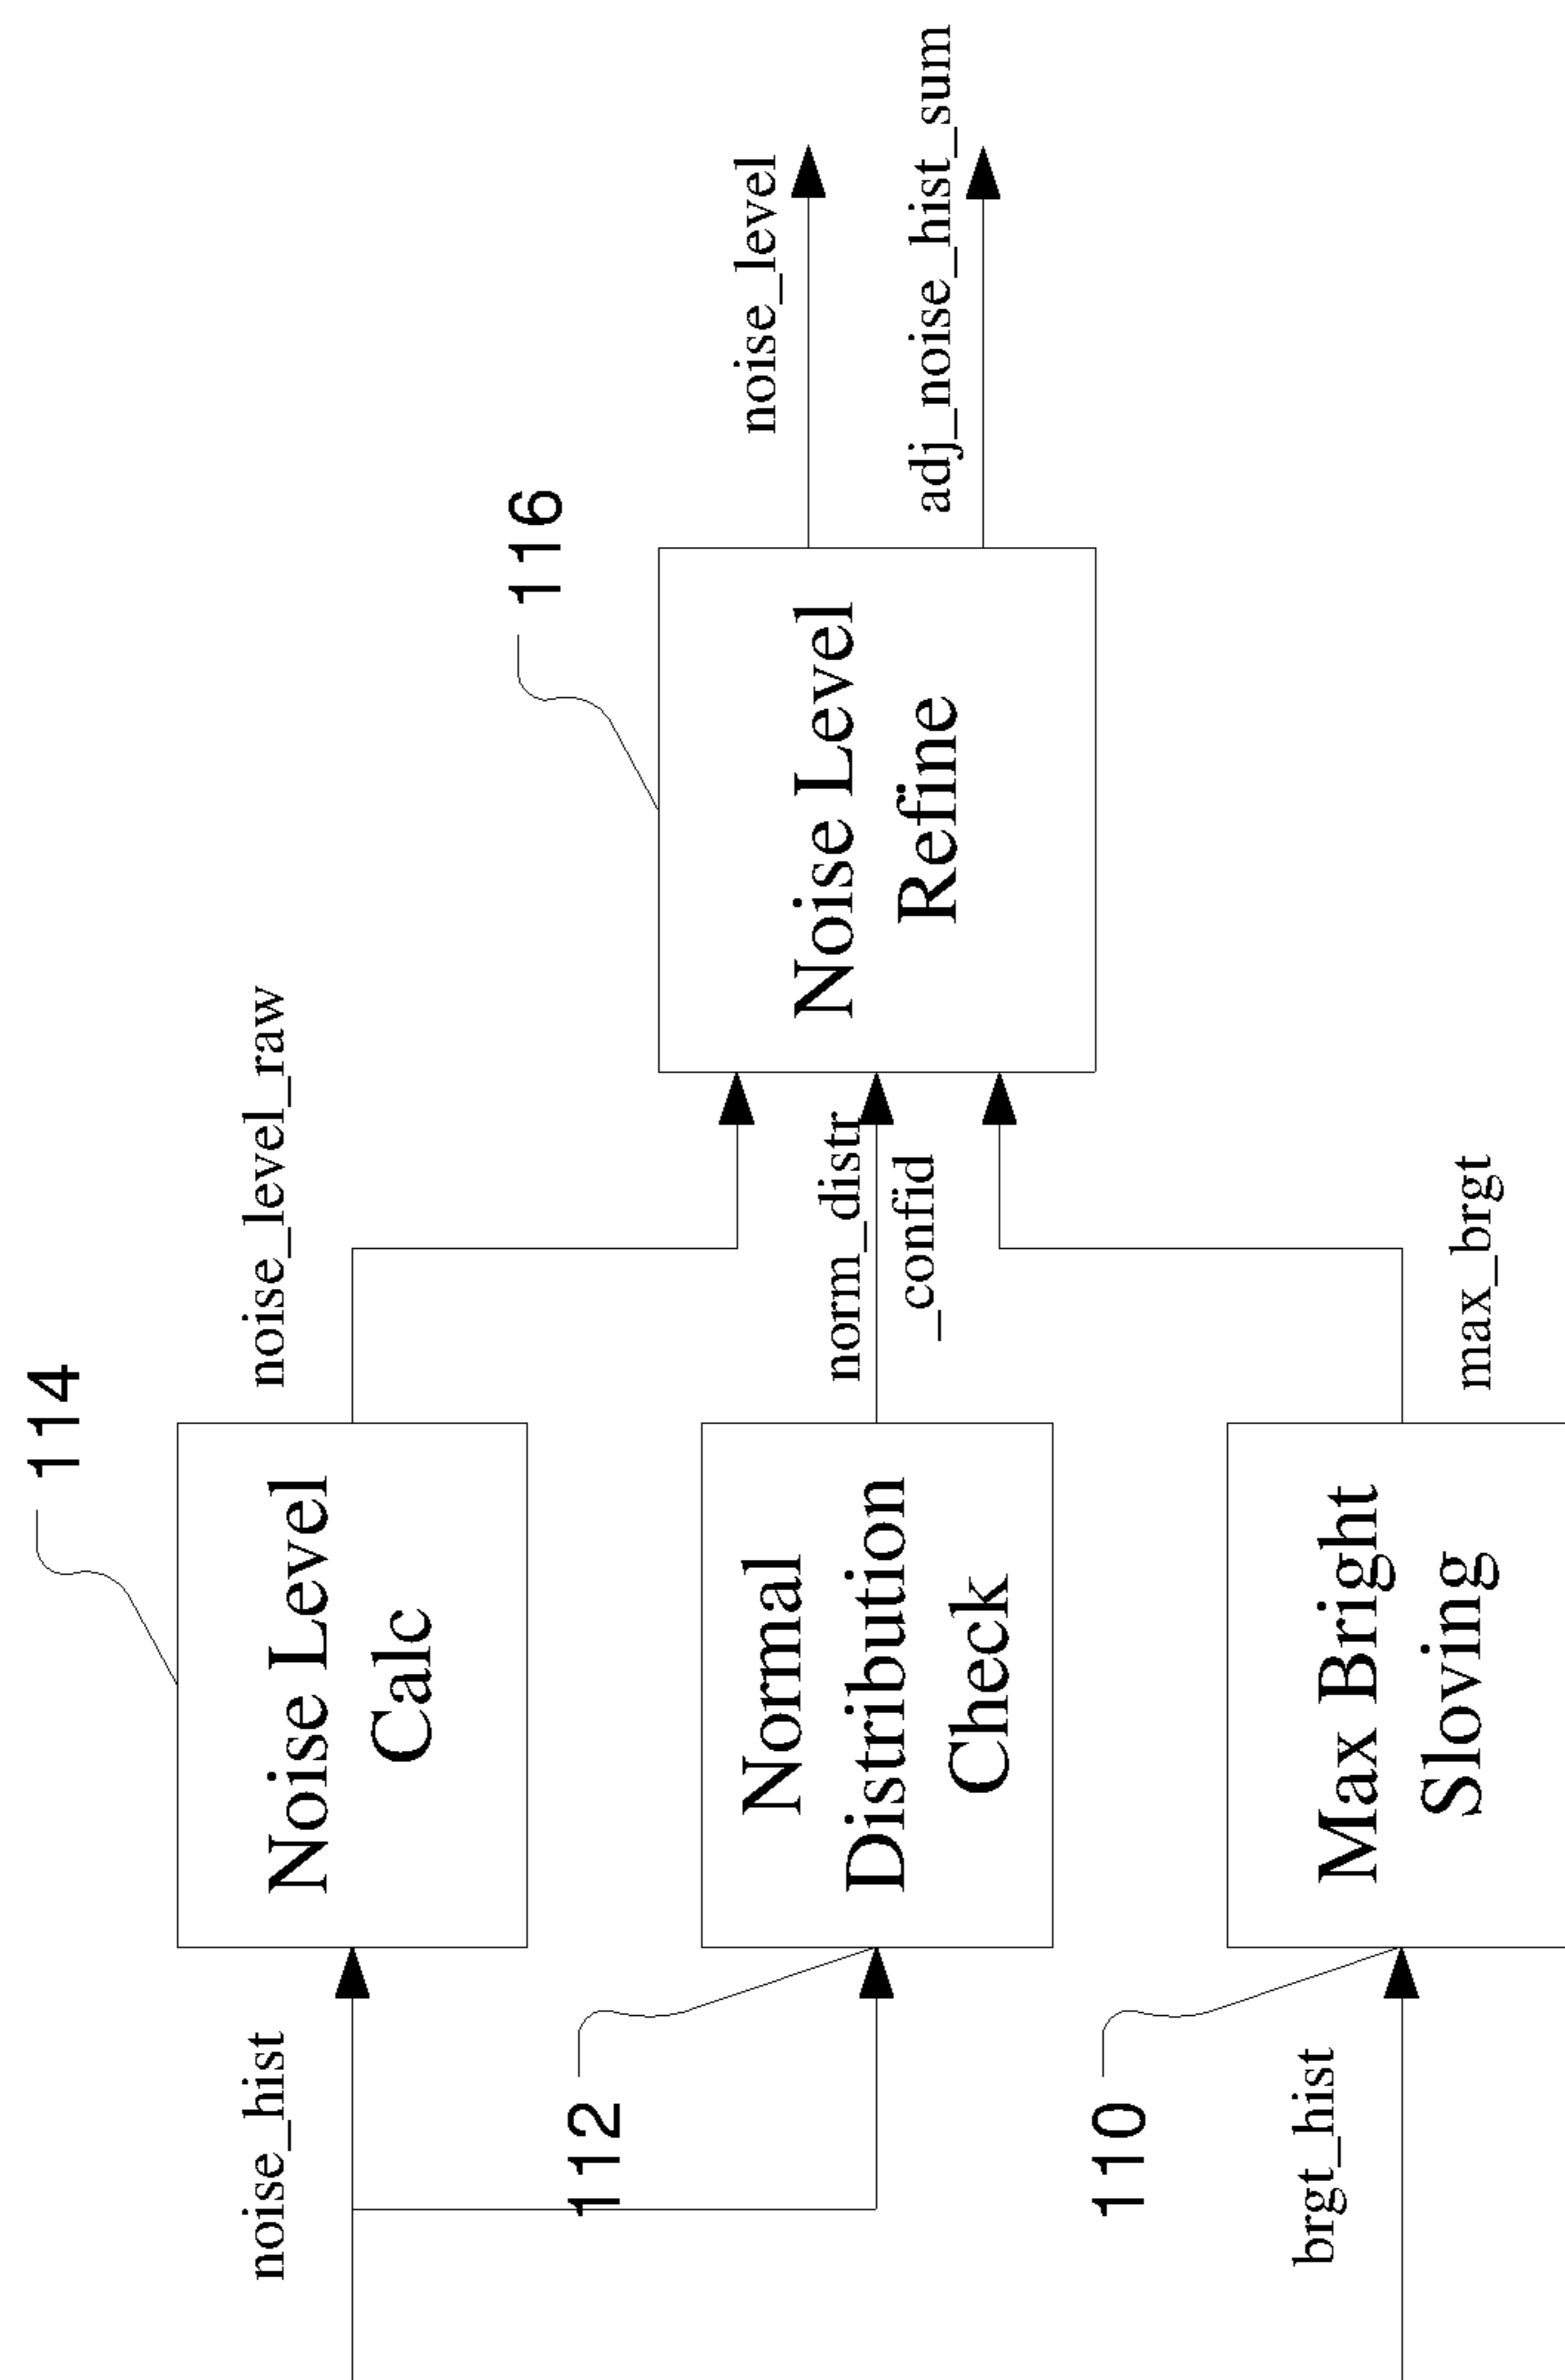 114
noise_hist
Noise Level
Calc
noise_level_raw
112
Normal
Distribution
Check
norm_distr
_confid
110
brgt_hist
Max Bright
Sloving
max_brgt
116
Noise Level
Refine
noise_level
adj_noise_hist_sum